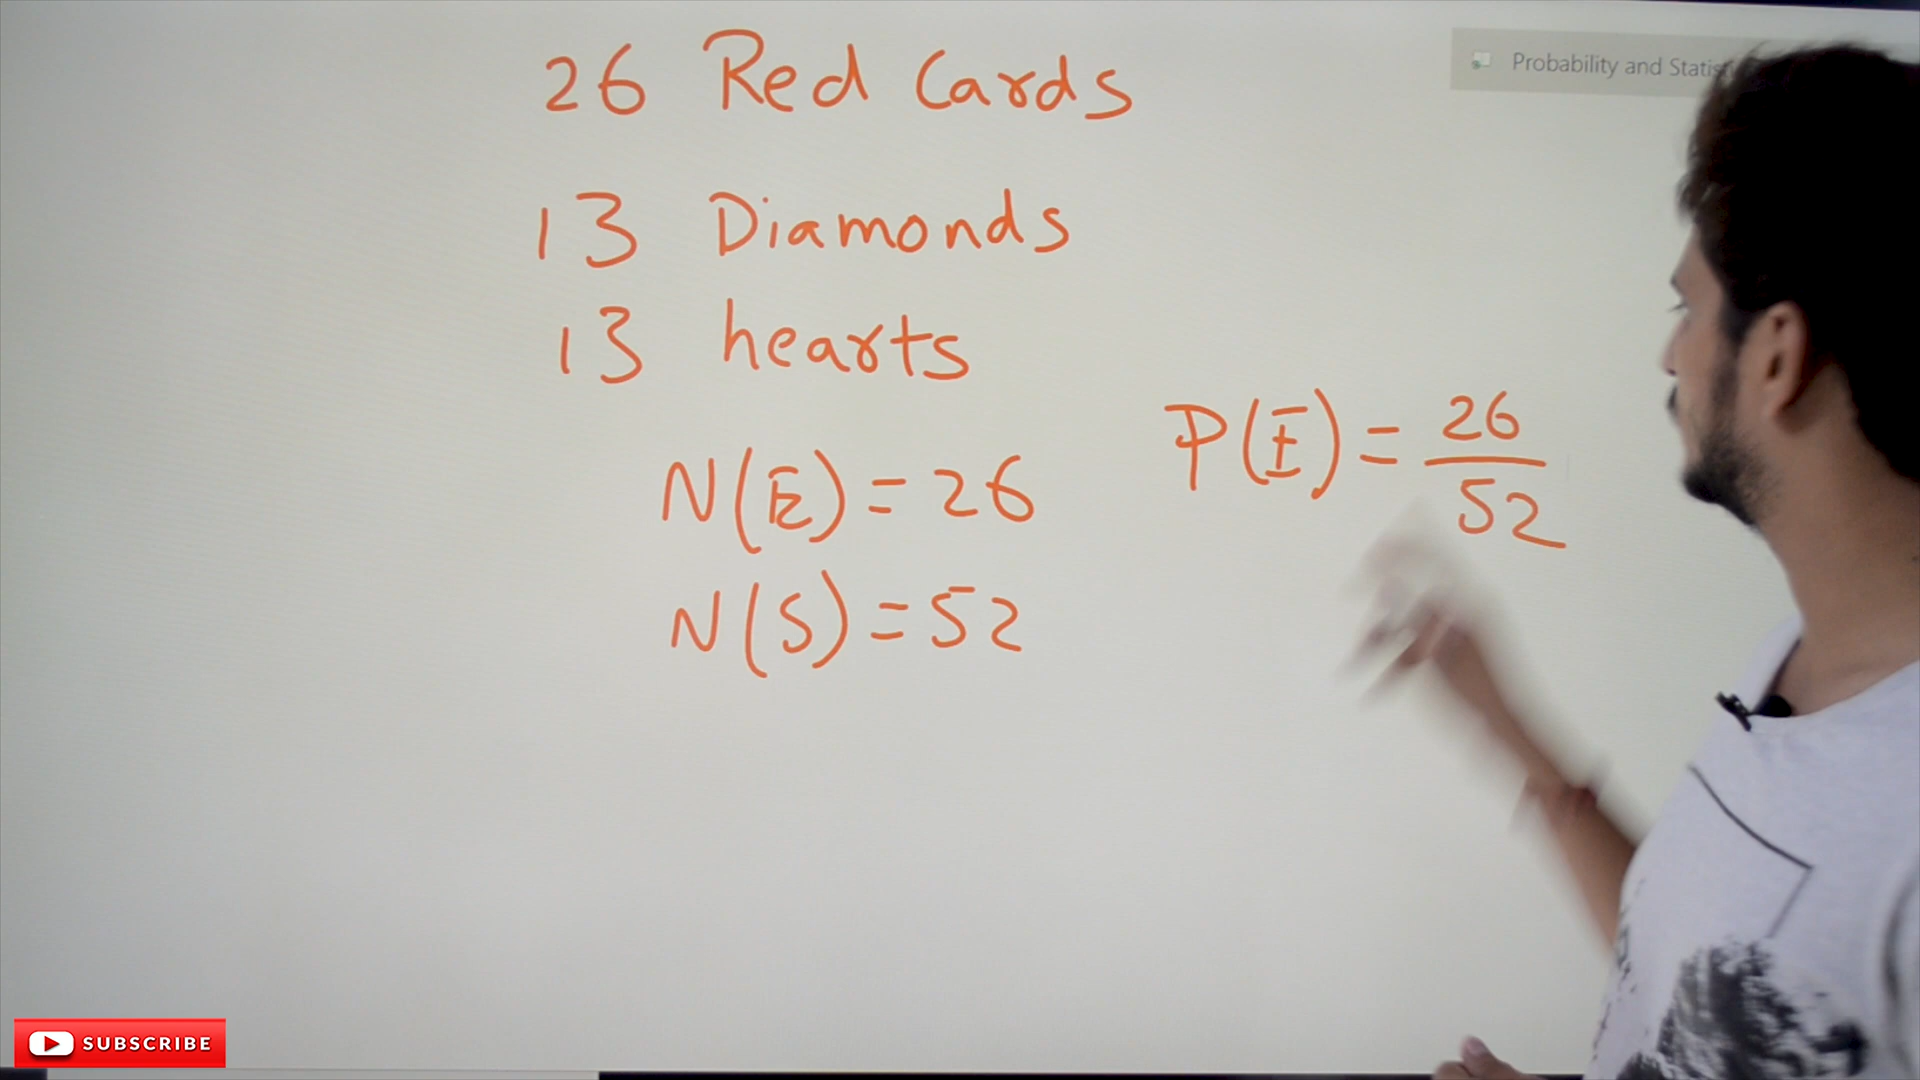 Probability and Statis
26 Red Cards
13 Diamonds
13 hearts
P(E) = 26/52
N(E) = 26
N(S) = 52
SUBSCRIBE